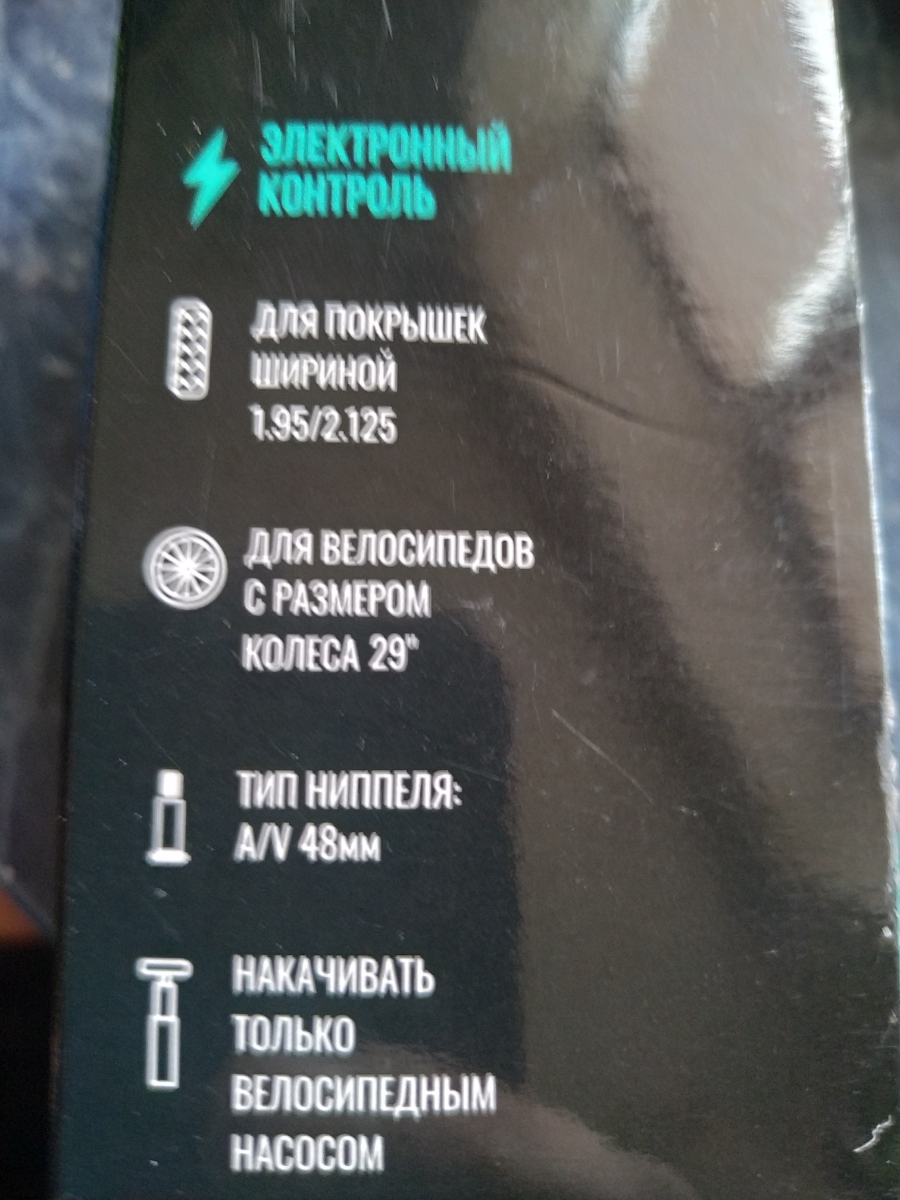 ЭЛЕКТРОННЫЙ
КОНТРОЛЬ
ДЛЯ ПОКРЫШЕК
ШИРИНОЙ
1.95/2.125
ДЛЯ ВЕЛОСИПЕДОВ
С РАЗМЕРОМ
КОЛЕСА 29"
ТИП НИППЕЛЯ:
A/V 48мм
НАКАЧИВАТЬ
ТОЛЬКО
ВЕЛОСИПЕДНЫМ
НАСОСОМ